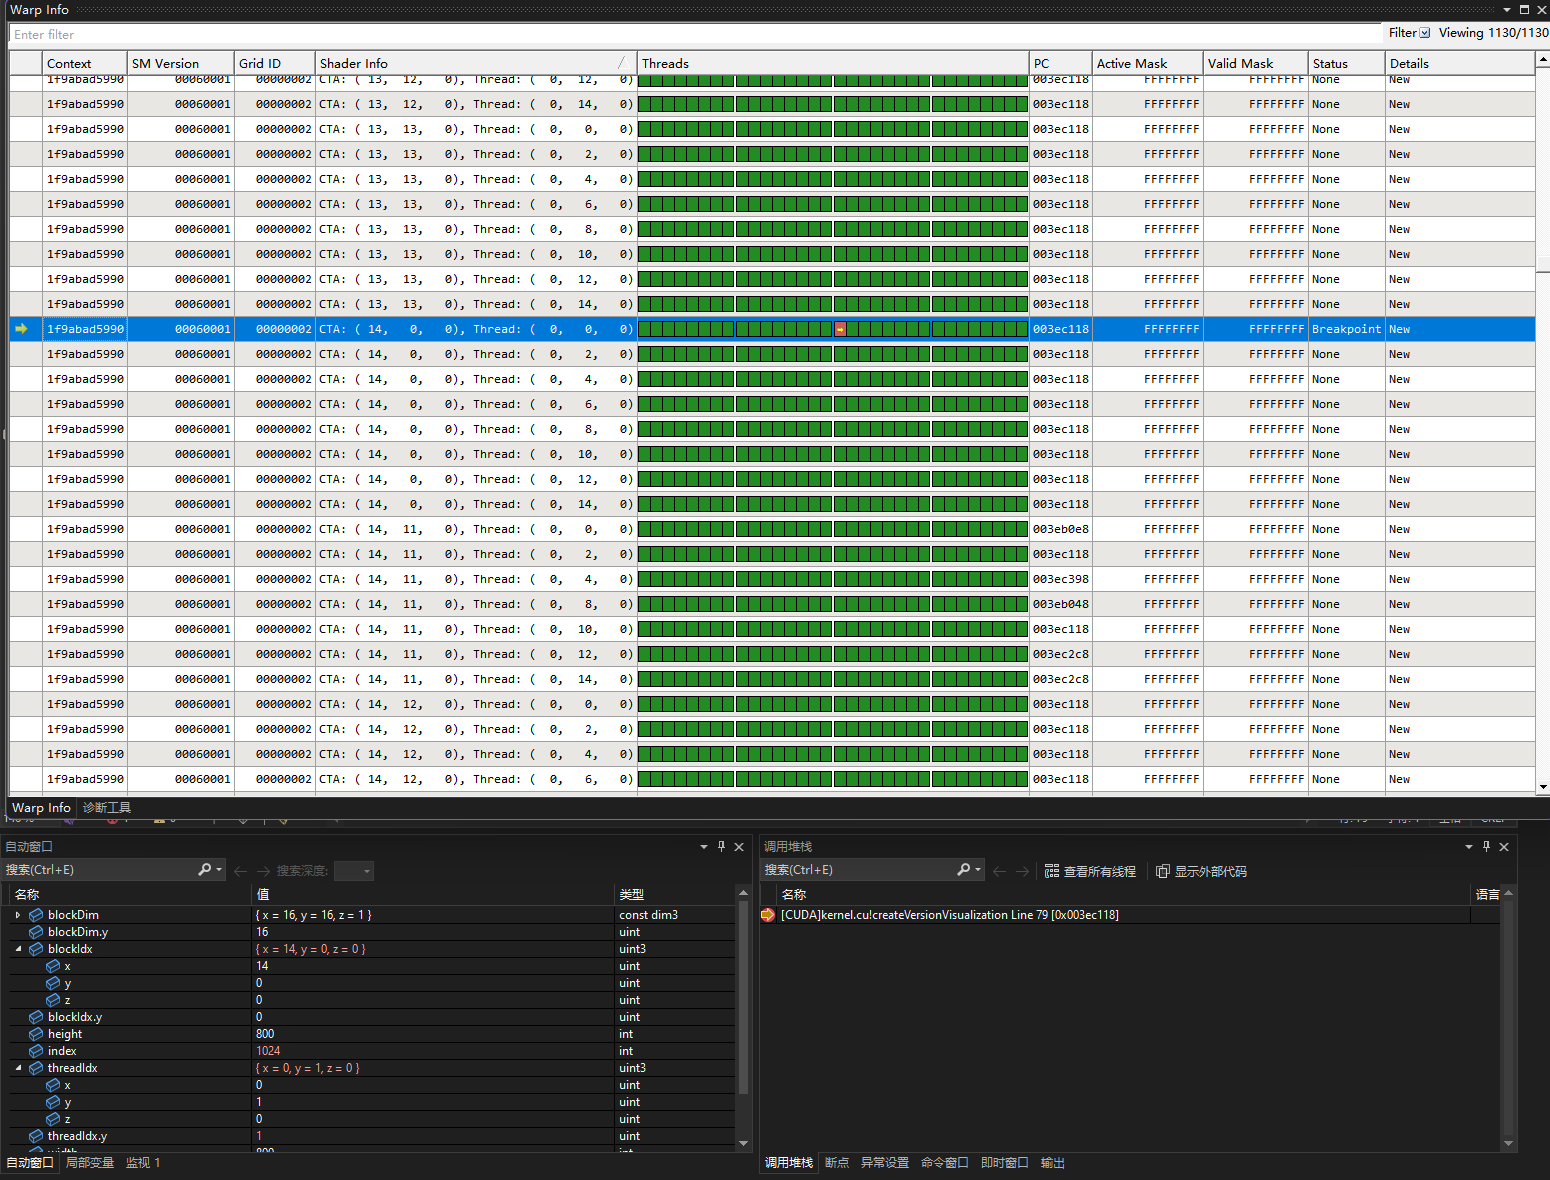 Warp Info
Enter filter
Filter Viewing 1130/1130
Context SM Version Grid ID Shader Info Threads PC Active Mask Valid Mask Status Details
1f9abad5990 00060001 00000002 CTA: ( 13, 12, 0), Thread: ( 0, 12, 0) 003ec118 FFFFFFFF FFFFFFFF None New
1f9abad5990 00060001 00000002 CTA: ( 13, 12, 0), Thread: ( 0, 14, 0) 003ec118 FFFFFFFF FFFFFFFF None New
1f9abad5990 00060001 00000002 CTA: ( 13, 13, 0), Thread: ( 0, 0, 0) 003ec118 FFFFFFFF FFFFFFFF None New
1f9abad5990 00060001 00000002 CTA: ( 13, 13, 0), Thread: ( 0, 2, 0) 003ec118 FFFFFFFF FFFFFFFF None New
1f9abad5990 00060001 00000002 CTA: ( 13, 13, 0), Thread: ( 0, 4, 0) 003ec118 FFFFFFFF FFFFFFFF None New
1f9abad5990 00060001 00000002 CTA: ( 13, 13, 0), Thread: ( 0, 6, 0) 003ec118 FFFFFFFF FFFFFFFF None New
1f9abad5990 00060001 00000002 CTA: ( 13, 13, 0), Thread: ( 0, 8, 0) 003ec118 FFFFFFFF FFFFFFFF None New
1f9abad5990 00060001 00000002 CTA: ( 13, 13, 0), Thread: ( 0, 10, 0) 003ec118 FFFFFFFF FFFFFFFF None New
1f9abad5990 00060001 00000002 CTA: ( 13, 13, 0), Thread: ( 0, 12, 0) 003ec118 FFFFFFFF FFFFFFFF None New
1f9abad5990 00060001 00000002 CTA: ( 13, 13, 0), Thread: ( 0, 14, 0) 003ec118 FFFFFFFF FFFFFFFF None New
1f9abad5990 00060001 00000002 CTA: ( 14, 0, 0), Thread: ( 0, 0, 0) 003ec118 FFFFFFFF FFFFFFFF Breakpoint New
1f9abad5990 00060001 00000002 CTA: ( 14, 0, 0), Thread: ( 0, 2, 0) 003ec118 FFFFFFFF FFFFFFFF None New
1f9abad5990 00060001 00000002 CTA: ( 14, 0, 0), Thread: ( 0, 4, 0) 003ec118 FFFFFFFF FFFFFFFF None New
1f9abad5990 00060001 00000002 CTA: ( 14, 0, 0), Thread: ( 0, 6, 0) 003ec118 FFFFFFFF FFFFFFFF None New
1f9abad5990 00060001 00000002 CTA: ( 14, 0, 0), Thread: ( 0, 8, 0) 003ec118 FFFFFFFF FFFFFFFF None New
1f9abad5990 00060001 00000002 CTA: ( 14, 0, 0), Thread: ( 0, 10, 0) 003ec118 FFFFFFFF FFFFFFFF None New
1f9abad5990 00060001 00000002 CTA: ( 14, 0, 0), Thread: ( 0, 12, 0) 003ec118 FFFFFFFF FFFFFFFF None New
1f9abad5990 00060001 00000002 CTA: ( 14, 0, 0), Thread: ( 0, 14, 0) 003ec118 FFFFFFFF FFFFFFFF None New
1f9abad5990 00060001 00000002 CTA: ( 14, 11, 0), Thread: ( 0, 0, 0) 003eb0e8 FFFFFFFF FFFFFFFF None New
1f9abad5990 00060001 00000002 CTA: ( 14, 11, 0), Thread: ( 0, 2, 0) 003ec118 FFFFFFFF FFFFFFFF None New
1f9abad5990 00060001 00000002 CTA: ( 14, 11, 0), Thread: ( 0, 4, 0) 003ec398 FFFFFFFF FFFFFFFF None New
1f9abad5990 00060001 00000002 CTA: ( 14, 11, 0), Thread: ( 0, 8, 0) 003eb048 FFFFFFFF FFFFFFFF None New
1f9abad5990 00060001 00000002 CTA: ( 14, 11, 0), Thread: ( 0, 10, 0) 003ec118 FFFFFFFF FFFFFFFF None New
1f9abad5990 00060001 00000002 CTA: ( 14, 11, 0), Thread: ( 0, 12, 0) 003ec2c8 FFFFFFFF FFFFFFFF None New
1f9abad5990 00060001 00000002 CTA: ( 14, 11, 0), Thread: ( 0, 14, 0) 003ec2c8 FFFFFFFF FFFFFFFF None New
1f9abad5990 00060001 00000002 CTA: ( 14, 12, 0), Thread: ( 0, 0, 0) 003ec118 FFFFFFFF FFFFFFFF None New
1f9abad5990 00060001 00000002 CTA: ( 14, 12, 0), Thread: ( 0, 2, 0) 003ec118 FFFFFFFF FFFFFFFF None New
1f9abad5990 00060001 00000002 CTA: ( 14, 12, 0), Thread: ( 0, 4, 0) 003ec118 FFFFFFFF FFFFFFFF None New
1f9abad5990 00060001 00000002 CTA: ( 14, 12, 0), Thread: ( 0, 6, 0) 003ec118 FFFFFFFF FFFFFFFF None New
Warp Info 诊断工具
自动窗口
搜索(Ctrl+E) 搜索深度:
名称 值 类型
blockDim { x = 16, y = 16, z = 1 } const dim3
blockDim.y 16 uint
blockIdx { x = 14, y = 0, z = 0 } uint3
x 14 uint
y 0 uint
z 0 uint
blockIdx.y 0 uint
height 800 int
index 1024 int
threadIdx { x = 0, y = 1, z = 0 } uint3
x 0 uint
y 1 uint
z 0 uint
threadIdx.y 1 uint
width 800 int
自动窗口 局部变量 监视 1
调用堆栈
搜索(Ctrl+E) 查看所有线程 显示外部代码
名称 语言
[CUDA]kernel.cu!createVersionVisualization Line 79 [0x003ec118]
调用堆栈 断点 异常设置 命令窗口 即时窗口 输出